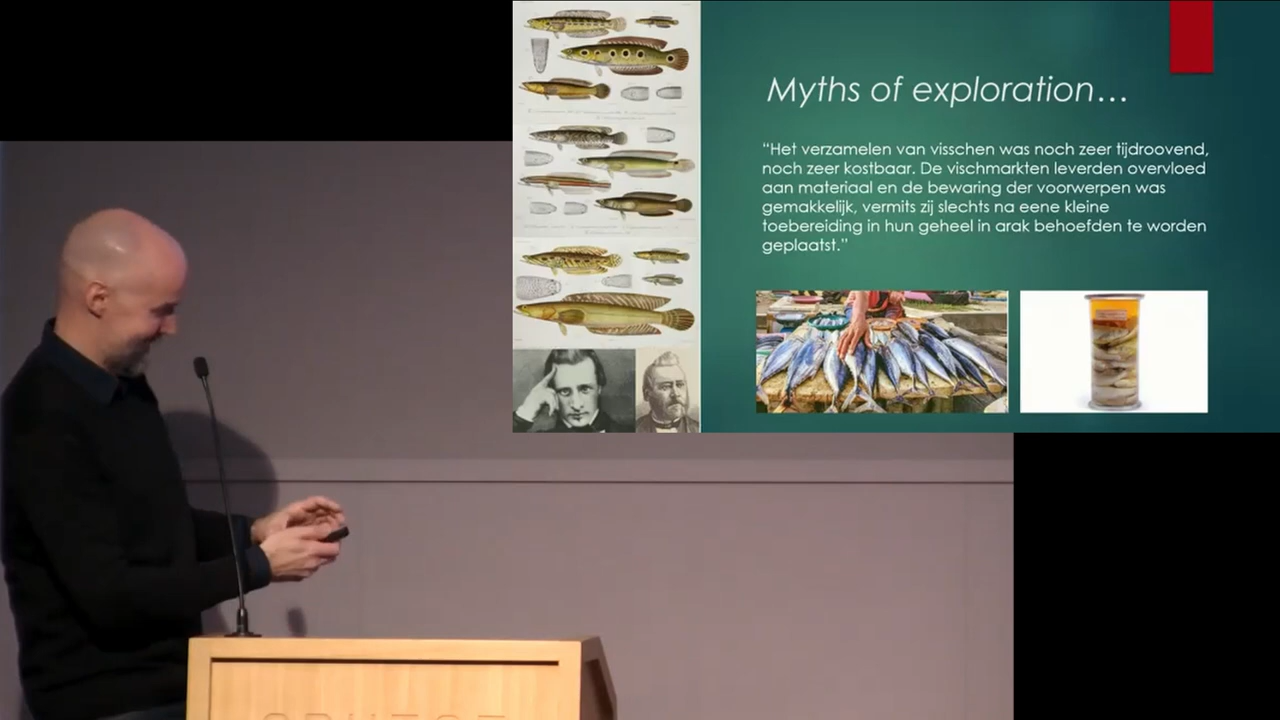 Myths of exploration...
“Het verzamelen van visschen was noch zeer tijdroovend,
noch zeer kostbaar. De vischmarkten leverden overvloed
aan materiaal en de bewaring der voorwerpen was
gemakkelijk, vermits zij slechts na eene kleine
toebereiding in hun geheel in arak behoefden te worden
geplaatst.”